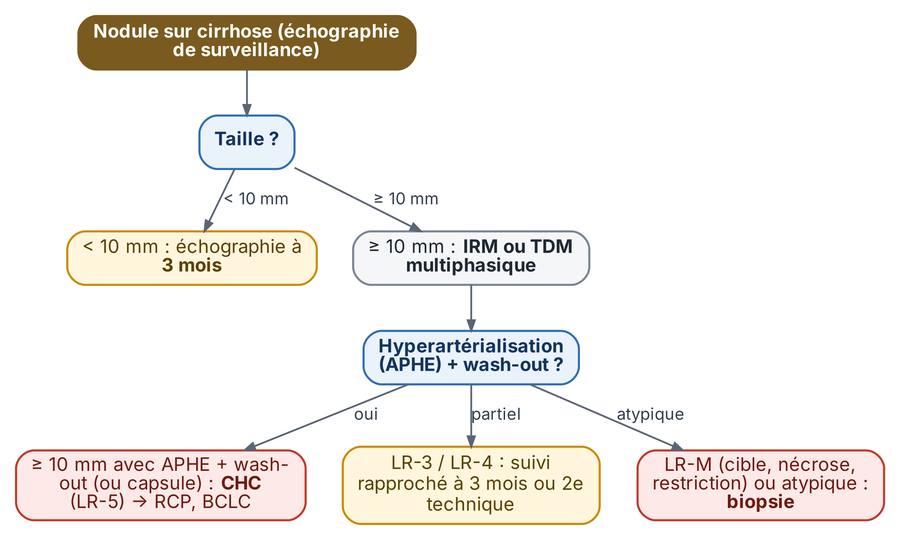 Nodule sur cirrhose (échographie
de surveillance)
Taille ?
< 10 mm
≥ 10 mm
< 10 mm : échographie à
3 mois
≥ 10 mm : IRM ou TDM
multiphasique
Hyperartérialisation
(APHE) + wash-out ?
oui
partiel
atypique
≥ 10 mm avec APHE + wash-
out (ou capsule) : CHC
(LR-5) → RCP, BCLC
LR-3 / LR-4 : suivi
rapproché à 3 mois ou 2e
technique
LR-M (cible, nécrose,
restriction) ou atypique :
biopsie